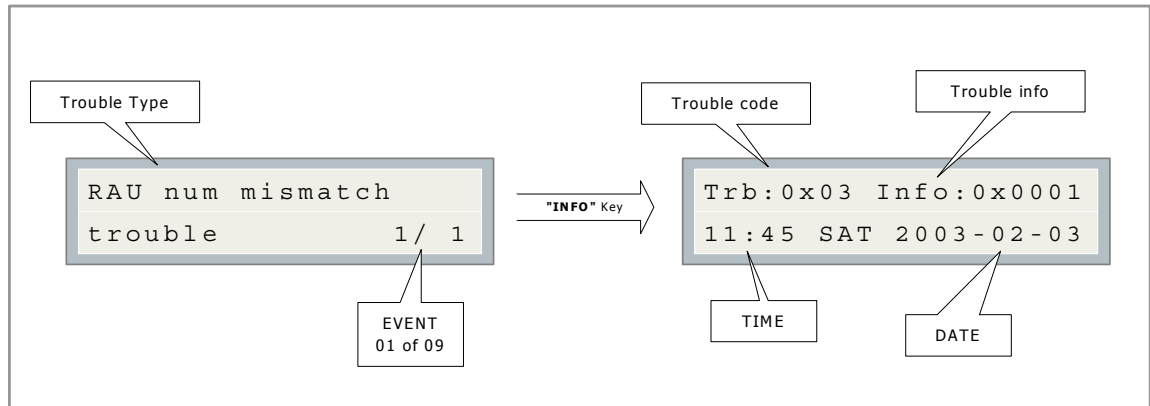 Trouble Type
Trouble code
Trouble info
RAU num mismatch
trouble 1/ 1
"INFO" Key
Trb:0x03 Info:0x0001
11:45 SAT 2003-02-03
EVENT
01 of 09
TIME
DATE